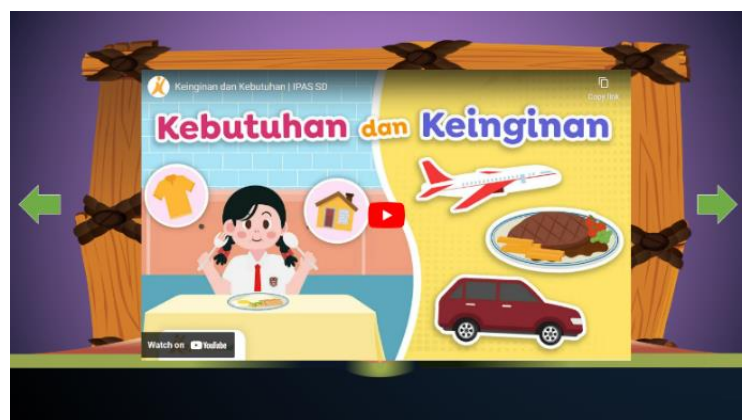 Keinginan dan Kebutuhan | IPAS SD
Copy link
Kebutuhan dan Keinginan
Watch on YouTube